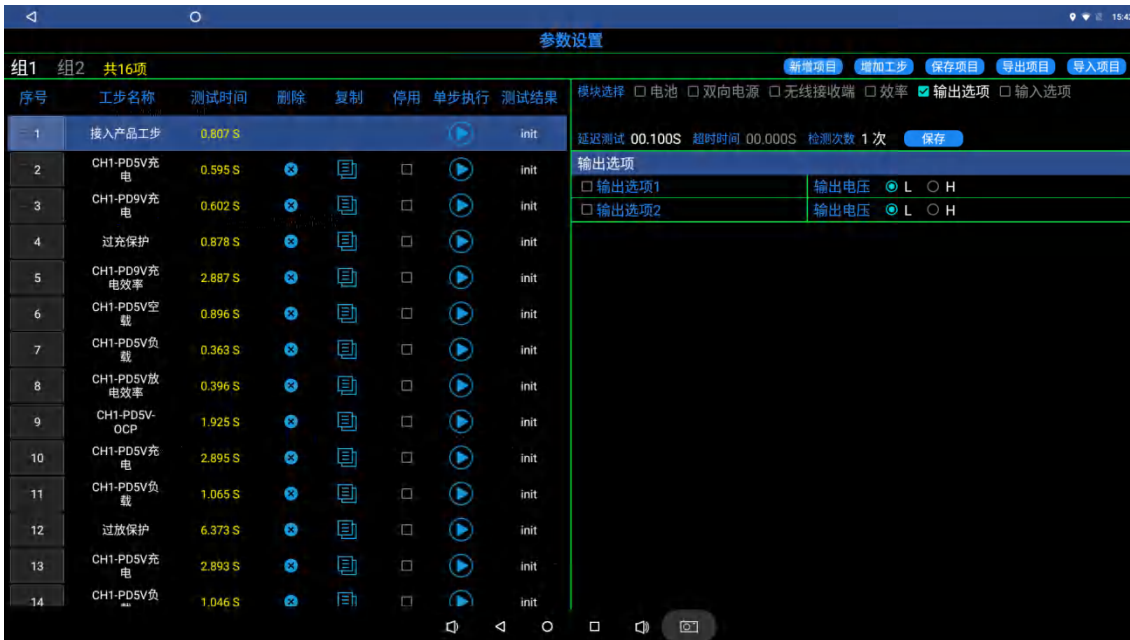 15:42
参数设置
组1 组2 共16项 新增项目 增加工步 保存项目 导出项目 导入项目
序号 工步名称 测试时间 删除 复制 停用 单步执行 测试结果
模块选择 电池 双向电源 无线接收端 效率 输出选项 输入选项
延迟测试 00.100S 超时时间 00.000S 检测次数 1 次 保存
输出选项
输出选项1 输出电压 L H
输出选项2 输出电压 L H
1 接入产品工步 0.807 S init
2 CH1-PD5V充
电 0.595 S init
3 CH1-PD9V充
电 0.602 S init
4 过充保护 0.878 S init
5 CH1-PD9V充
电效率 2.887 S init
6 CH1-PD5V空
载 0.896 S init
7 CH1-PD5V负
载 0.363 S init
8 CH1-PD5V放
电效率 0.396 S init
9 CH1-PD5V-
OCP 1.925 S init
10 CH1-PD5V充
电 2.895 S init
11 CH1-PD5V负
载 1.065 S init
12 过放保护 6.373 S init
13 CH1-PD5V充
电 2.893 S init
14 CH1-PD5V负
1.046 S init